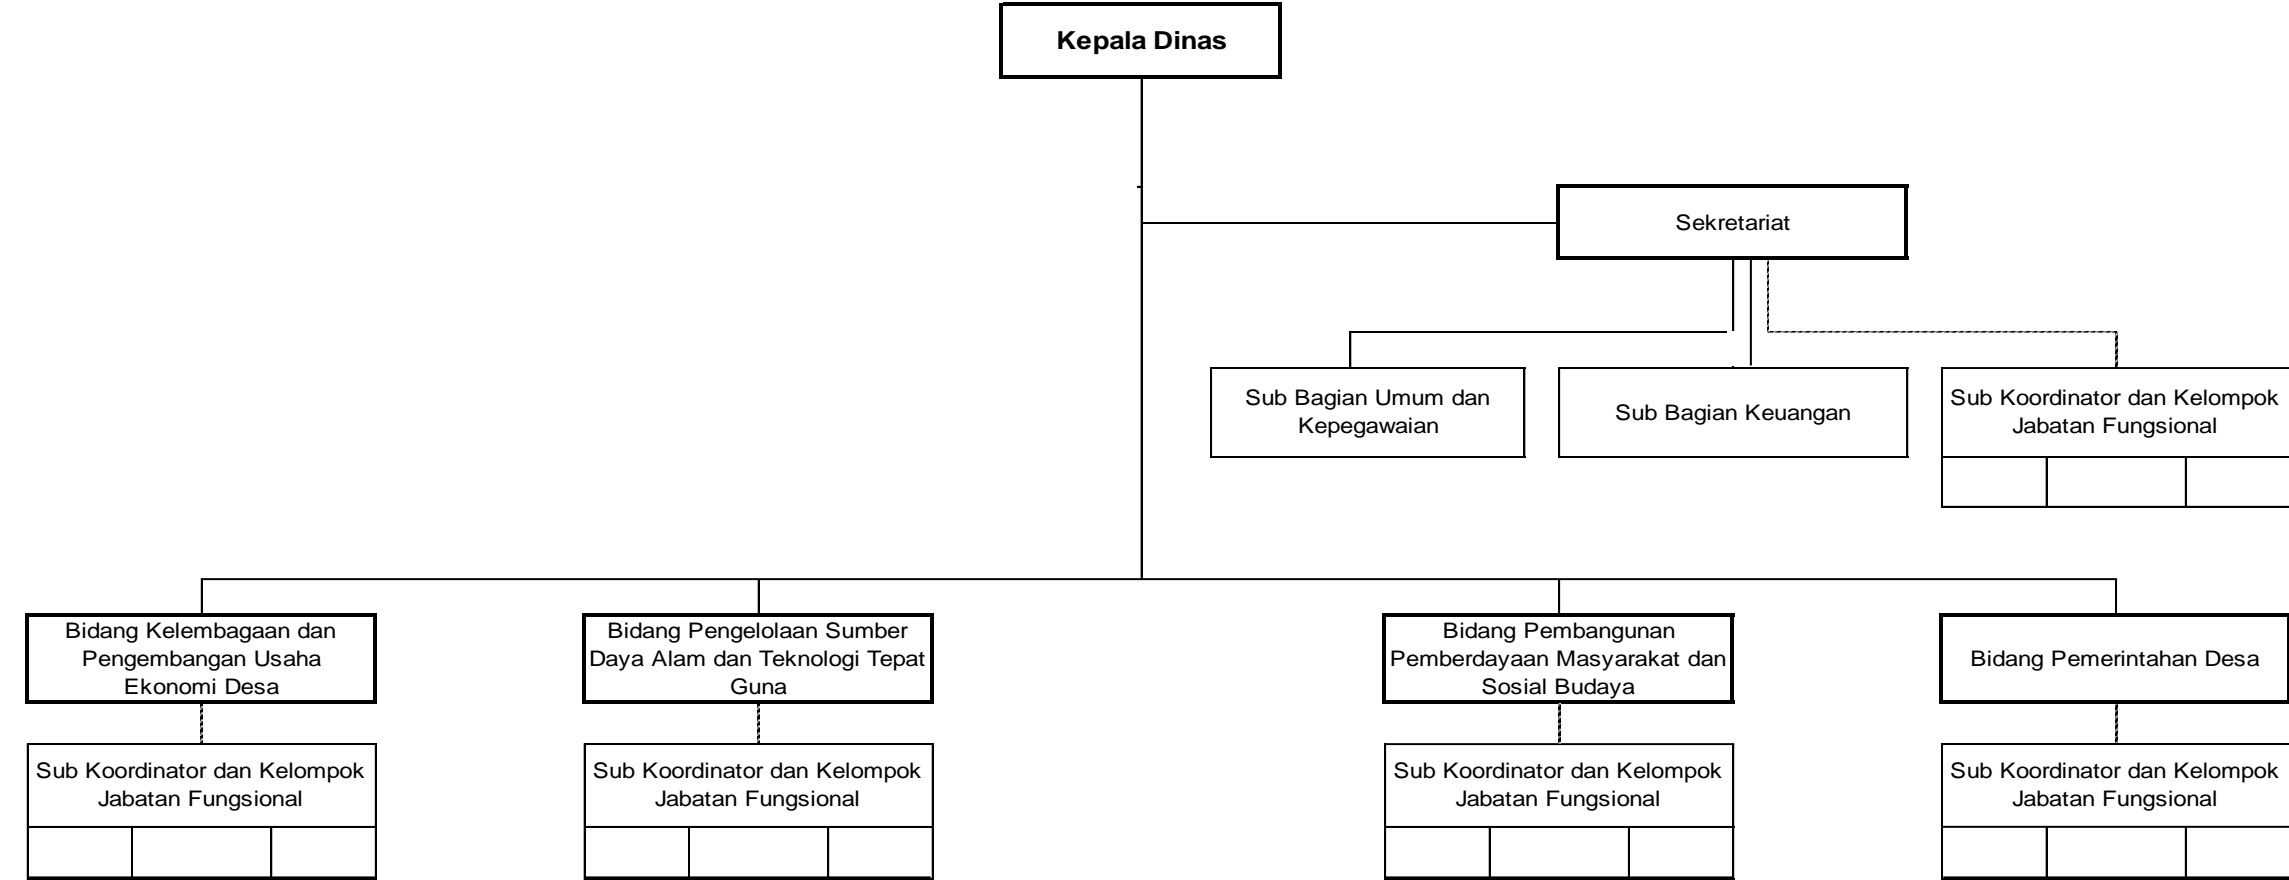 Kepala Dinas
Sekretariat
Sub Bagian Umum dan
Kepegawaian
Sub Bagian Keuangan
Sub Koordinator dan Kelompok
Jabatan Fungsional
Bidang Kelembagaan dan
Pengembangan Usaha
Ekonomi Desa
Bidang Pengelolaan Sumber
Daya Alam dan Teknologi Tepat
Guna
Bidang Pembangunan
Pemberdayaan Masyarakat dan
Sosial Budaya
Bidang Pemerintahan Desa
Sub Koordinator dan Kelompok
Jabatan Fungsional
Sub Koordinator dan Kelompok
Jabatan Fungsional
Sub Koordinator dan Kelompok
Jabatan Fungsional
Sub Koordinator dan Kelompok
Jabatan Fungsional